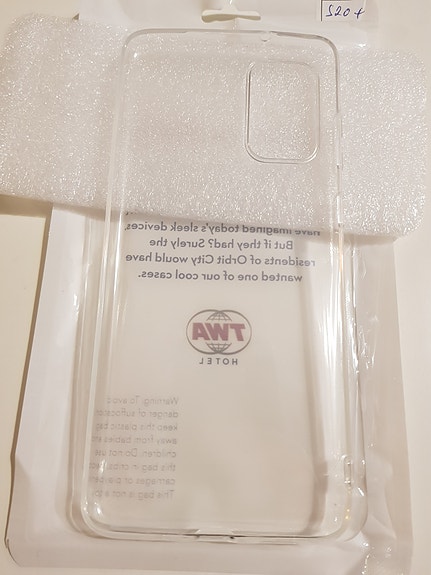 S20+
have imagined today's sleek devices.
But if they had? Surely the
residents of Orbit City would have
wanted one of our cool cases.
TWA
HOTEL
Warning: To avoid
danger of suffocation
keep this plastic bag
away from babies and
children. Do not use
this bag in cribs
carriages or
This bag is not a toy